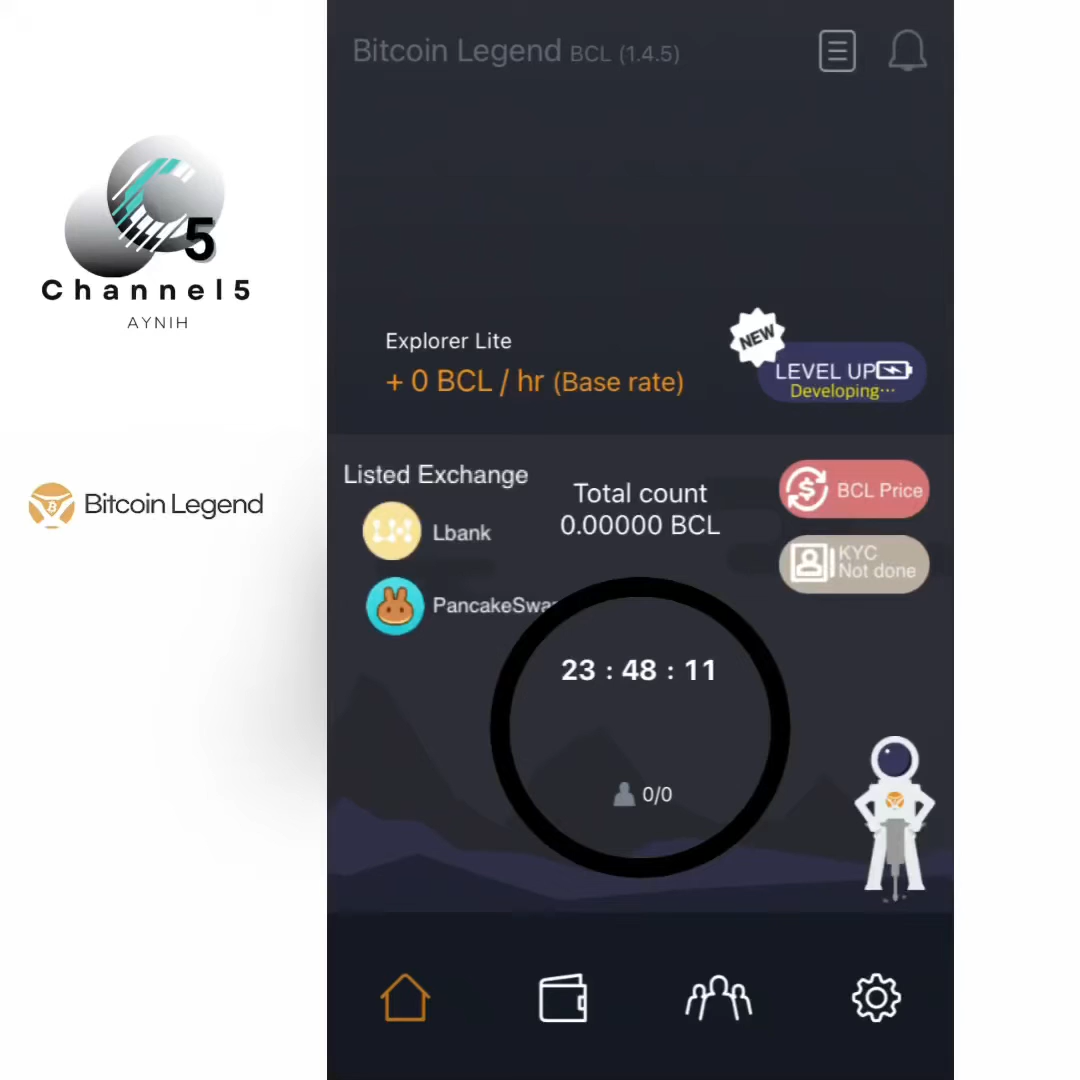 Bitcoin Legend BCL (1.4.5)
5
Channel5
AYNIH
Explorer Lite
+ 0 BCL / hr (Base rate)
NEW
LEVEL UP
Developing···
Bitcoin Legend
Listed Exchange
Lbank
PancakeSwa
Total count
0.00000 BCL
BCL Price
KYC
Not done
23 : 48 : 11
0/0